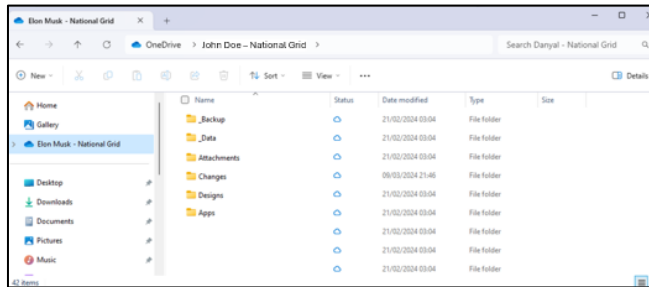 Elon Musk - National Grid
OneDrive > John Doe – National Grid >
Search Danyal - National Grid
New
Sort
View
Details
Name Status Date modified Type Size
Home
Gallery
Elon Musk - National Grid
Desktop
Downloads
Documents
Pictures
Music
_Backup 21/02/2024 03:04 File folder
_Data 21/02/2024 03:04 File folder
Attachments 21/02/2024 03:04 File folder
Changes 09/03/2024 21:46 File folder
Designs 21/02/2024 03:04 File folder
Apps 21/02/2024 03:04 File folder
21/02/2024 03:04 File folder
21/02/2024 03:04 File folder
21/02/2024 03:04 File folder
42 items